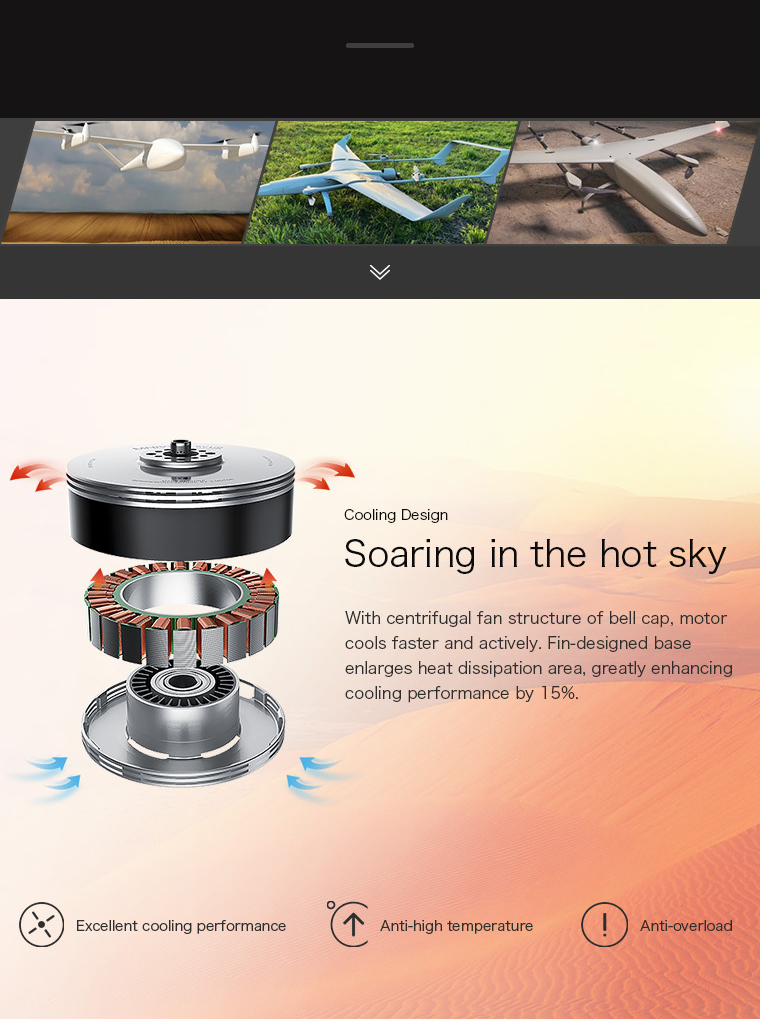 Cooling Design
Soaring in the hot sky
With centrifugal fan structure of bell cap, motor
cools faster and actively. Fin-designed base
enlarges heat dissipation area, greatly enhancing
cooling performance by 15%.
Excellent cooling performance
Anti-high temperature
Anti-overload